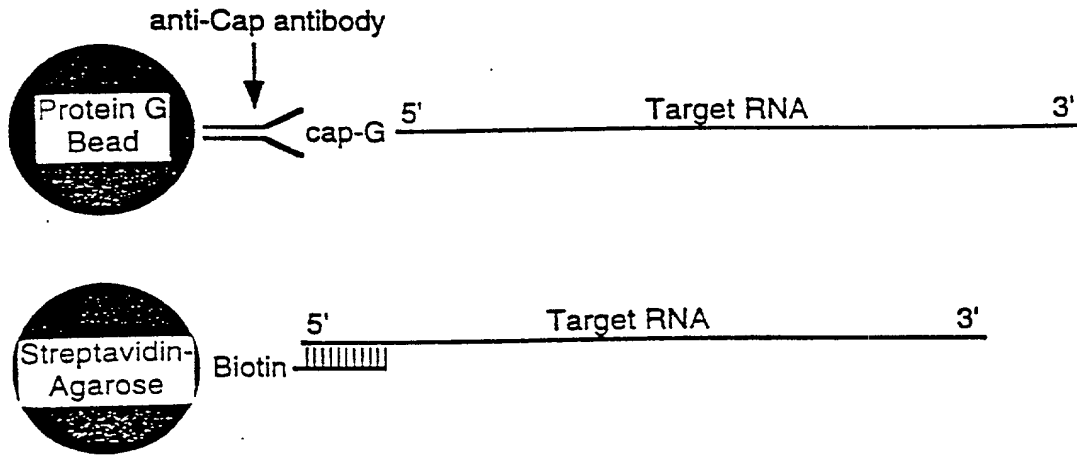 anti-Cap antibody
Protein G
Bead
cap-G
5'
Target RNA
3'
5'
Target RNA
3'
Streptavidin-
Agarose
Biotin